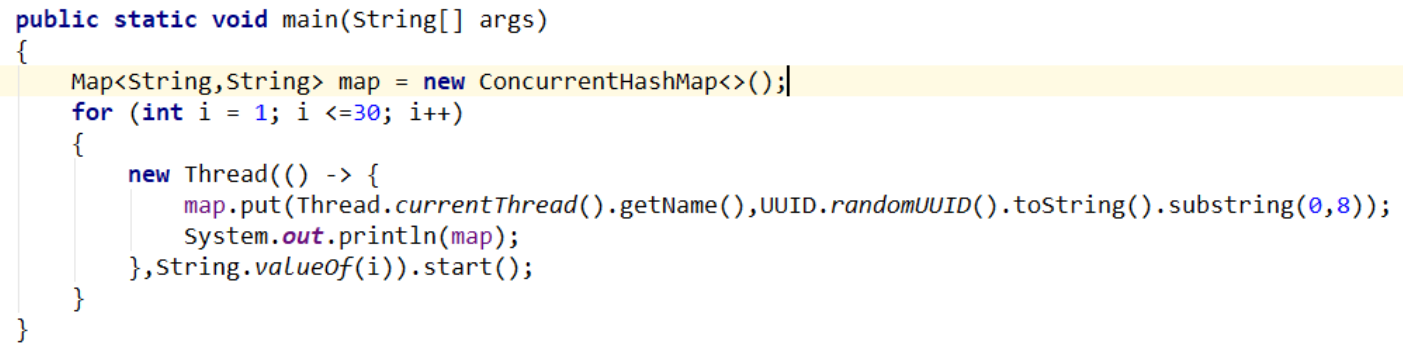 public static void main(String[] args)
{
    Map<String,String> map = new ConcurrentHashMap<>();
    for (int i = 1; i <=30; i++)
    {
        new Thread(() -> {
            map.put(Thread.currentThread().getName(),UUID.randomUUID().toString().substring(0,8));
            System.out.println(map);
        },String.valueOf(i)).start();
    }
}